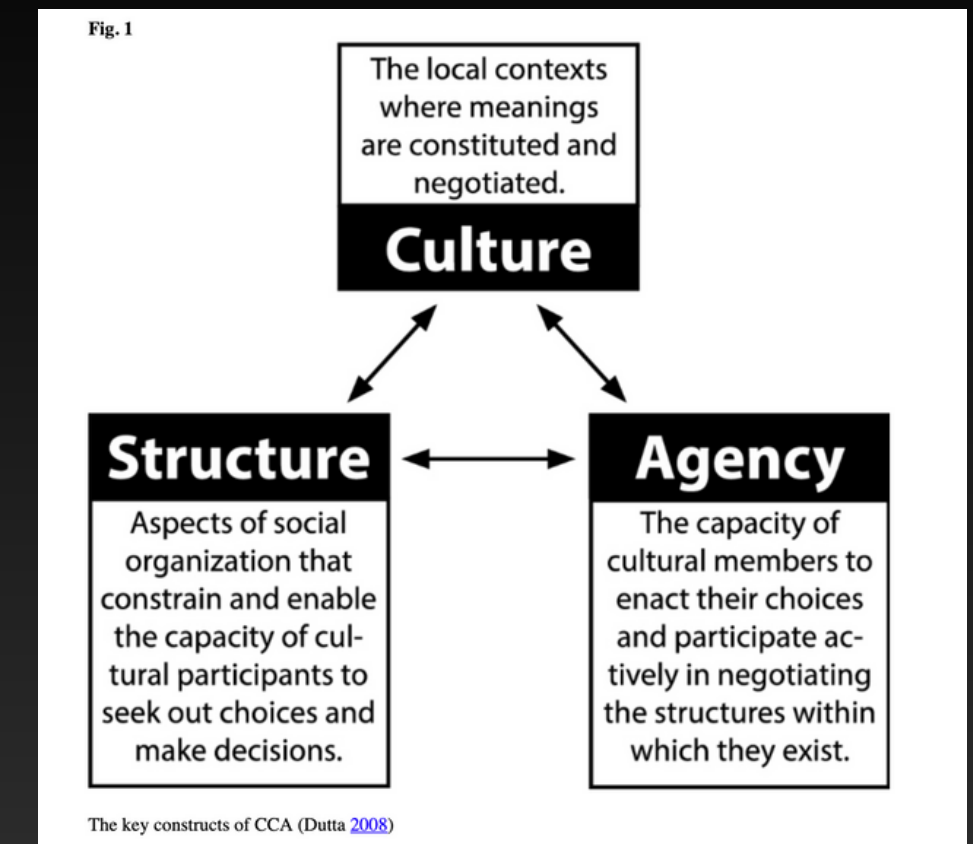 Fig. 1
The local contexts
where meanings
are constituted and
negotiated.
Culture
Structure
Aspects of social
organization that
constrain and enable
the capacity of cul-
tural participants to
seek out choices and
make decisions.
Agency
The capacity of
cultural members to
enact their choices
and participate ac-
tively in negotiating
the structures within
which they exist.
The key constructs of CCA (Dutta 2008)